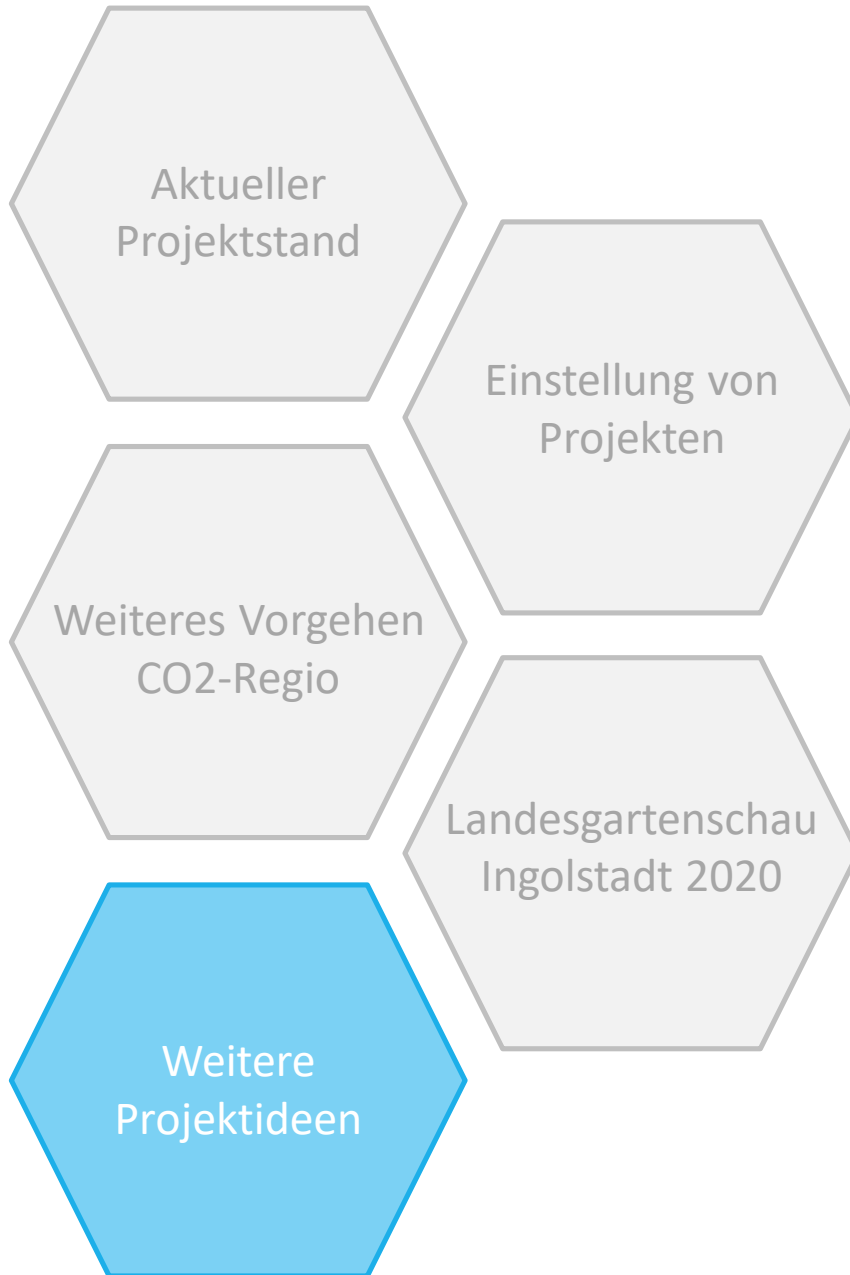 Aktueller
Projektstand
Einstellung von
Projekten
Weiteres Vorgehen
CO2-Regio
Landesgartenschau
Ingolstadt 2020
Weitere
Projektideen